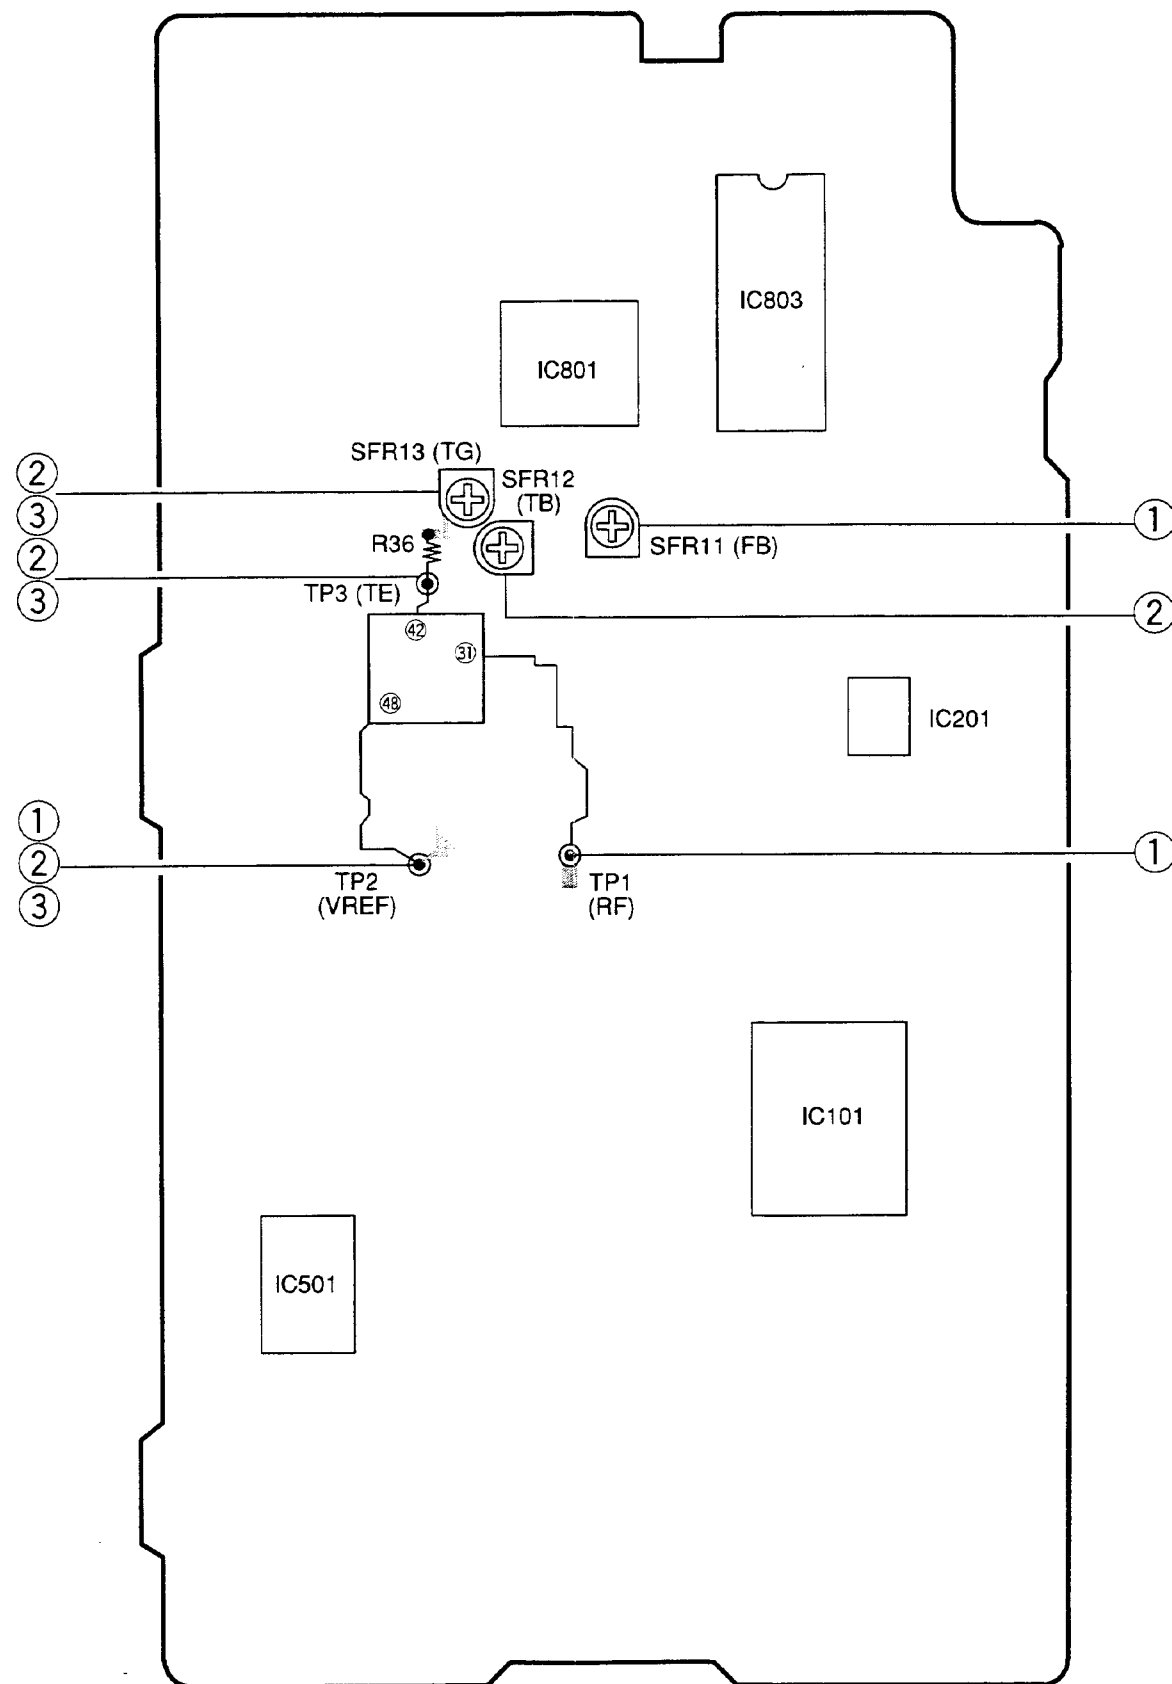 IC803
IC801
SFR13 (TG)
SFR12
(TB)
②
③
①
R36
SFR11 (FB)
②
③
TP3 (TE)
②
42
31
48
IC201
①
②
③
①
TP2
(VREF)
TP1
(RF)
IC101
IC501